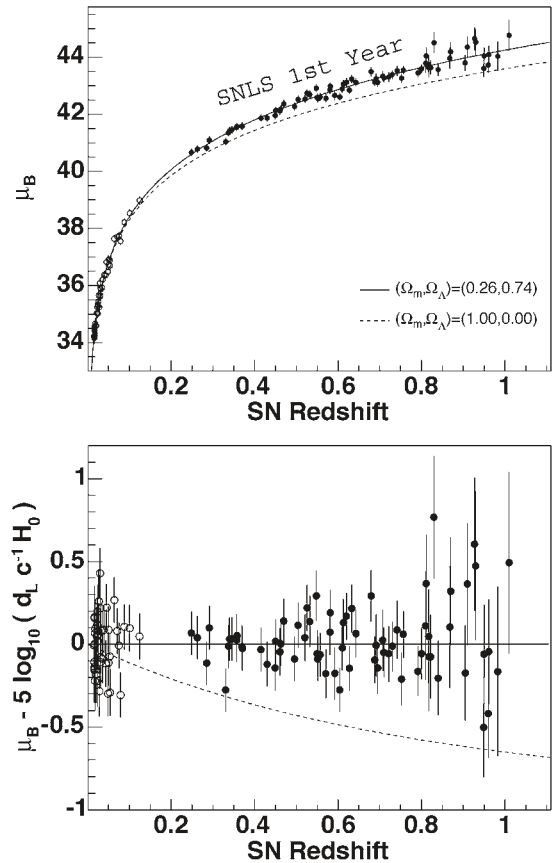 44
42
40
38
36
34
μB
SNLS 1st Year
(Ωm,ΩΛ)=(0.26,0.74)
(Ωm,ΩΛ)=(1.00,0.00)
0.2 0.4 0.6 0.8 1
SN Redshift
1
0.5
0
-0.5
-1
μB - 5 log10 ( dL c-1 H0 )
0.2 0.4 0.6 0.8 1
SN Redshift